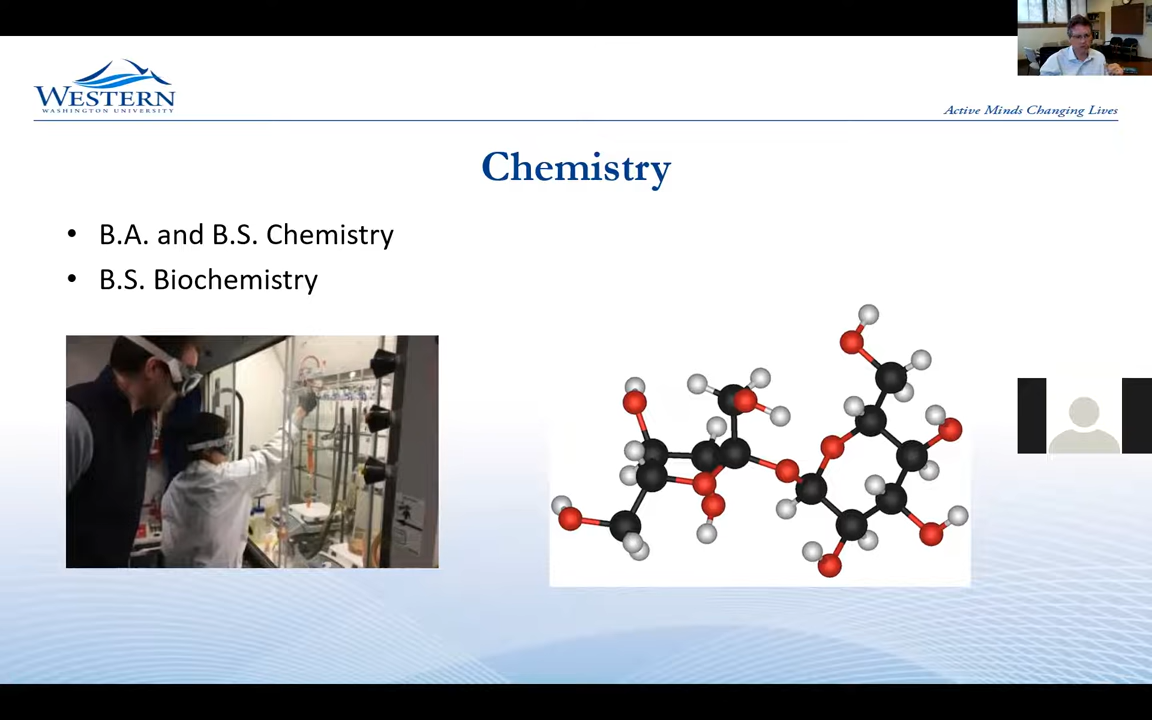 WESTERN
WASHINGTON UNIVERSITY
Active Minds Changing Lives
Chemistry
• B.A. and B.S. Chemistry
• B.S. Biochemistry